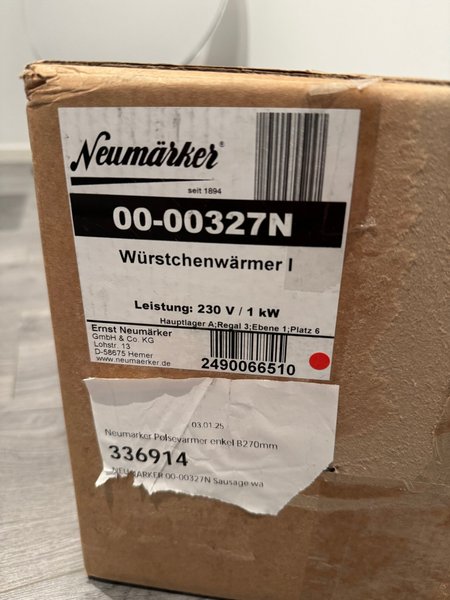 Neumärker®
seit 1894
00-00327N
Würstchenwärmer I
Leistung: 230 V / 1 kW
Hauptlager A;Regal 3;Ebene 1;Platz 6
Ernst Neumärker
GmbH & Co. KG
Lohstr. 13
D-58675 Hemer
www.neumaerker.de
2490066510
03.01.25
Neumarker Polsevarmer enkel B270mm
336914
NEUMARKER 00-00327N Sausage wa